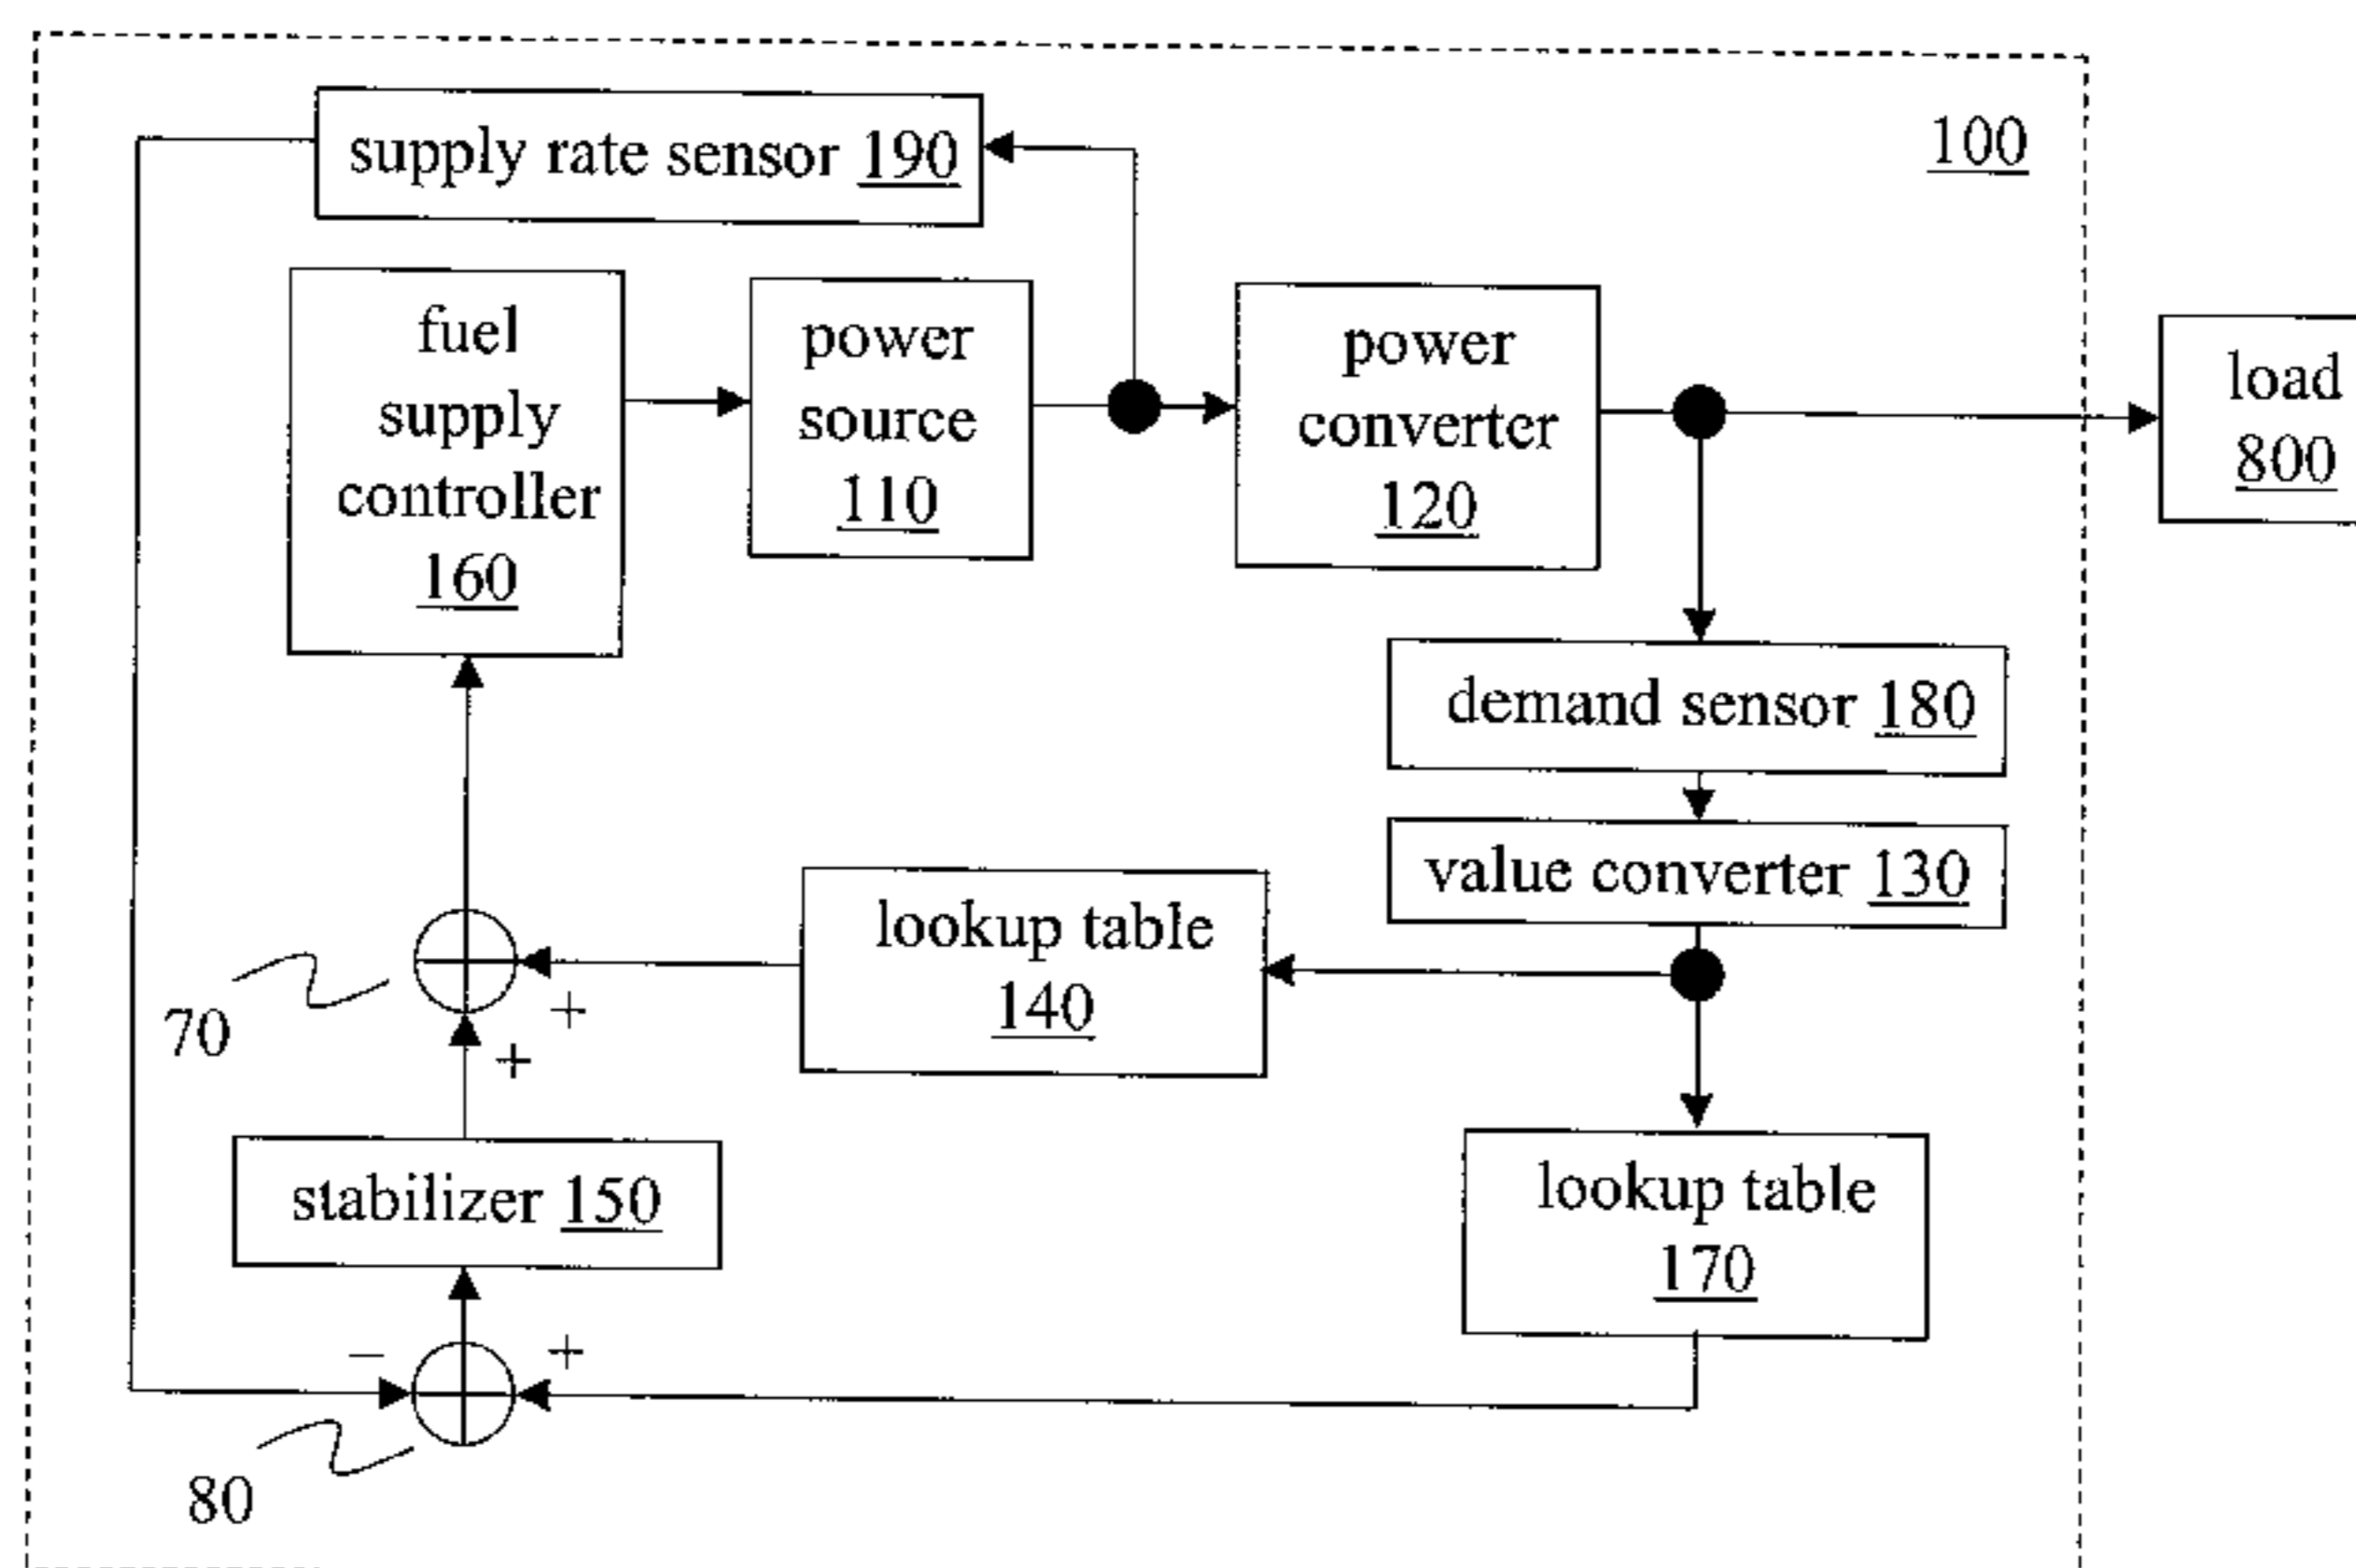 supply rate sensor 190
100
fuel
supply
controller
160
power
source
110
power
converter
120
load
800
demand sensor 180
value converter 130
lookup table
140
70
+
+
stabilizer 150
lookup table
170
−
+
80